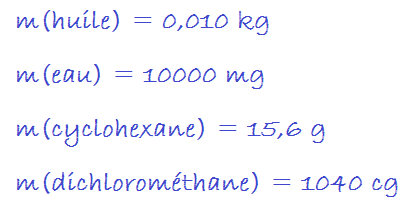 m(huile) = 0,010 kg
m(eau) = 10000 mg
m(cyclohexane) = 15,6 g
m(dichlorométhane) = 1040 cg